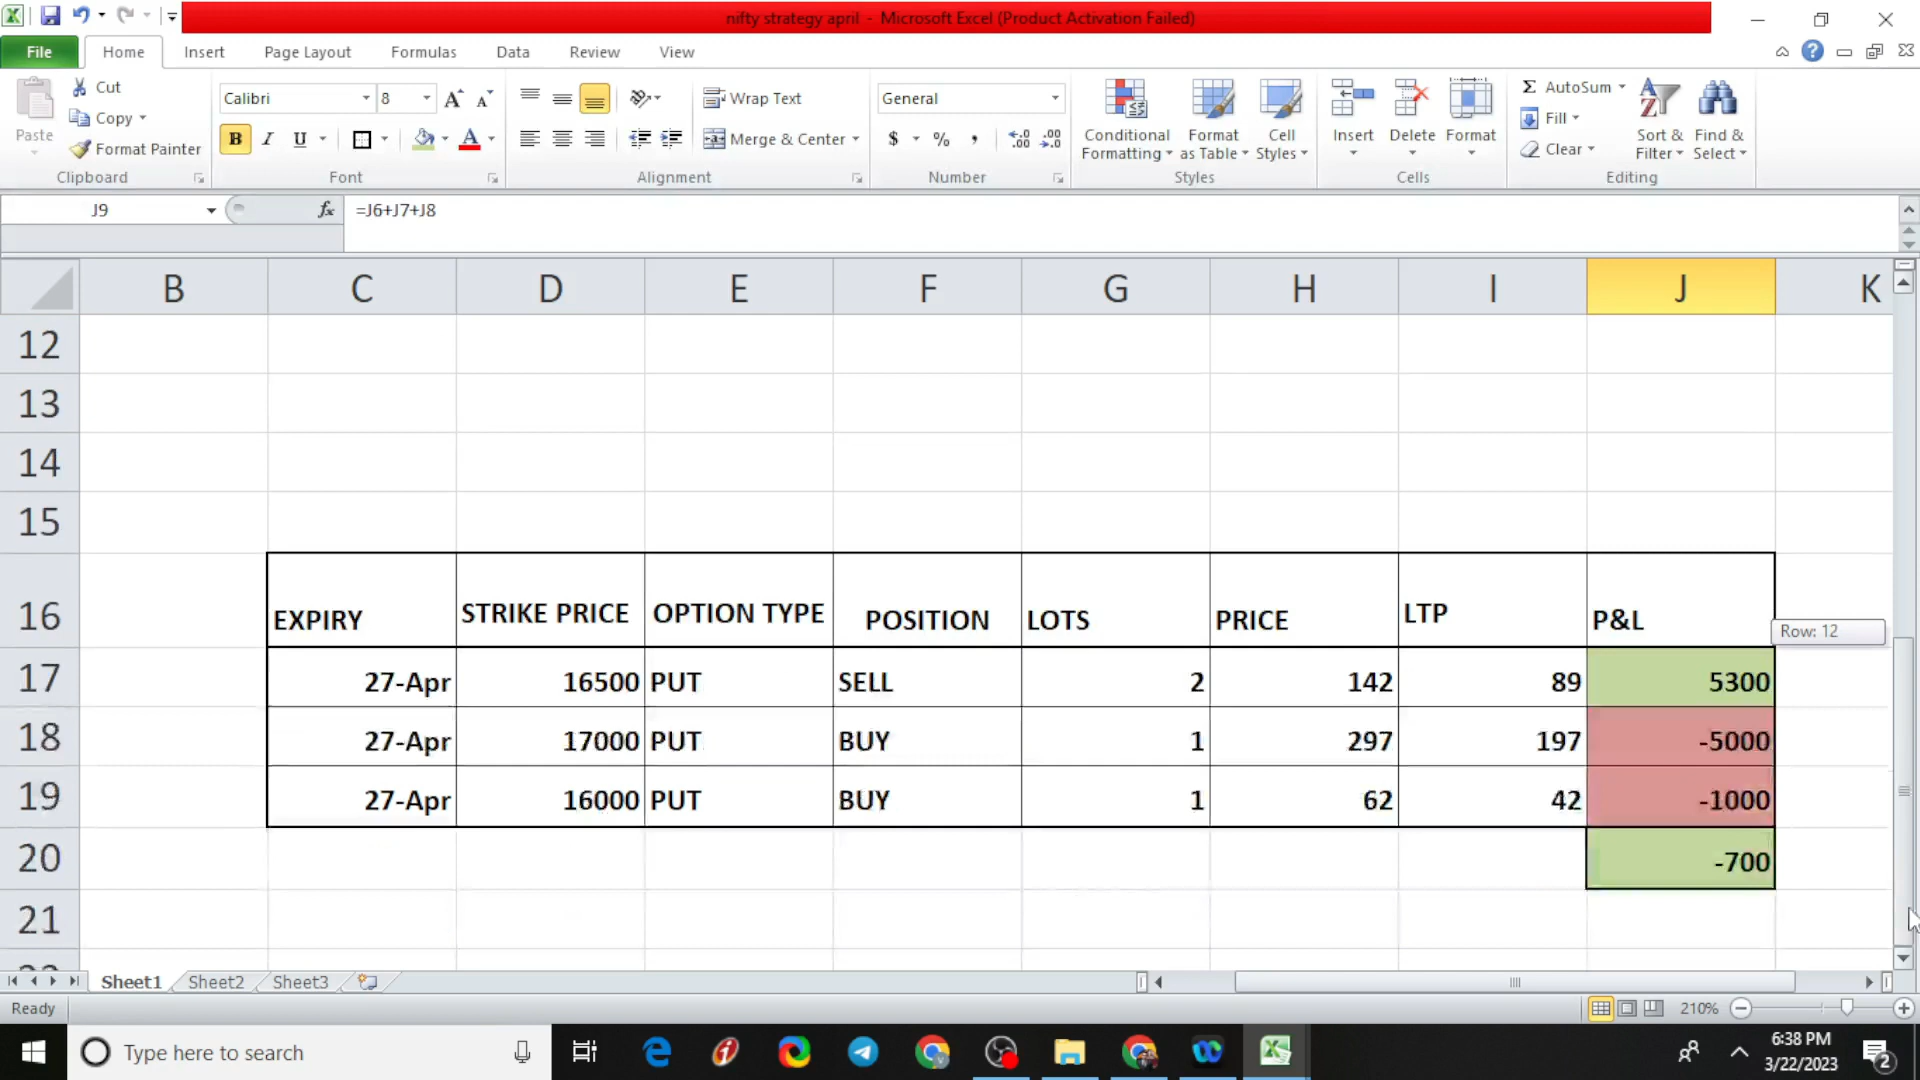 nifty strategy april - Microsoft Excel (Product Activation Failed)
File Home Insert Page Layout Formulas Data Review View
Paste
Cut
Copy
Format Painter
Clipboard
Calibri 8
B I U
Font
Wrap Text
Merge & Center
Alignment
General
$ % ,
Number
Conditional Formatting
Format as Table
Cell Styles
Styles
Insert Delete Format
Cells
Σ AutoSum
Fill
Clear
Sort & Filter
Find & Select
Editing
J9 fx =J6+J7+J8
B C D E F G H I J K
12
13
14
15
16 EXPIRY STRIKE PRICE OPTION TYPE POSITION LOTS PRICE LTP P&L
Row: 12
17 27-Apr 16500 PUT SELL 2 142 89 5300
18 27-Apr 17000 PUT BUY 1 297 197 -5000
19 27-Apr 16000 PUT BUY 1 62 42 -1000
20 -700
21
Sheet1 Sheet2 Sheet3
Ready 210%
Type here to search
6:38 PM
3/22/2023
2